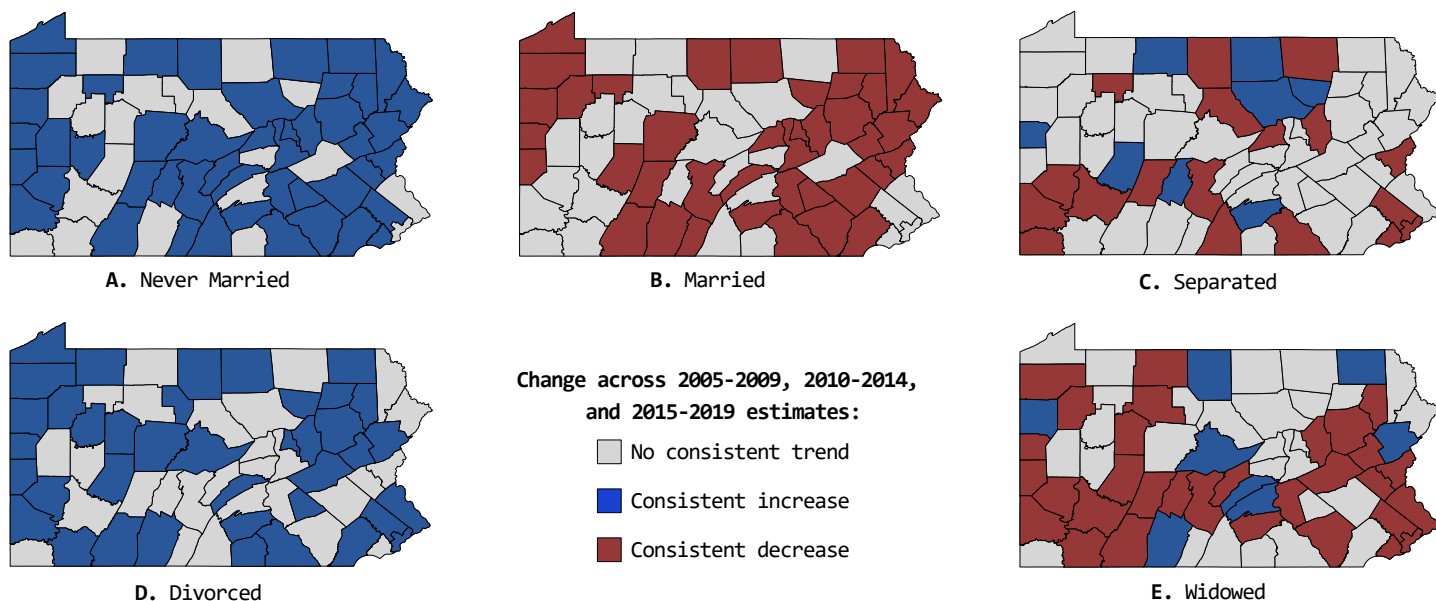 A. Never Married
B. Married
C. Separated
Change across 2005-2009, 2010-2014,
and 2015-2019 estimates:
No consistent trend
Consistent increase
Consistent decrease
D. Divorced
E. Widowed